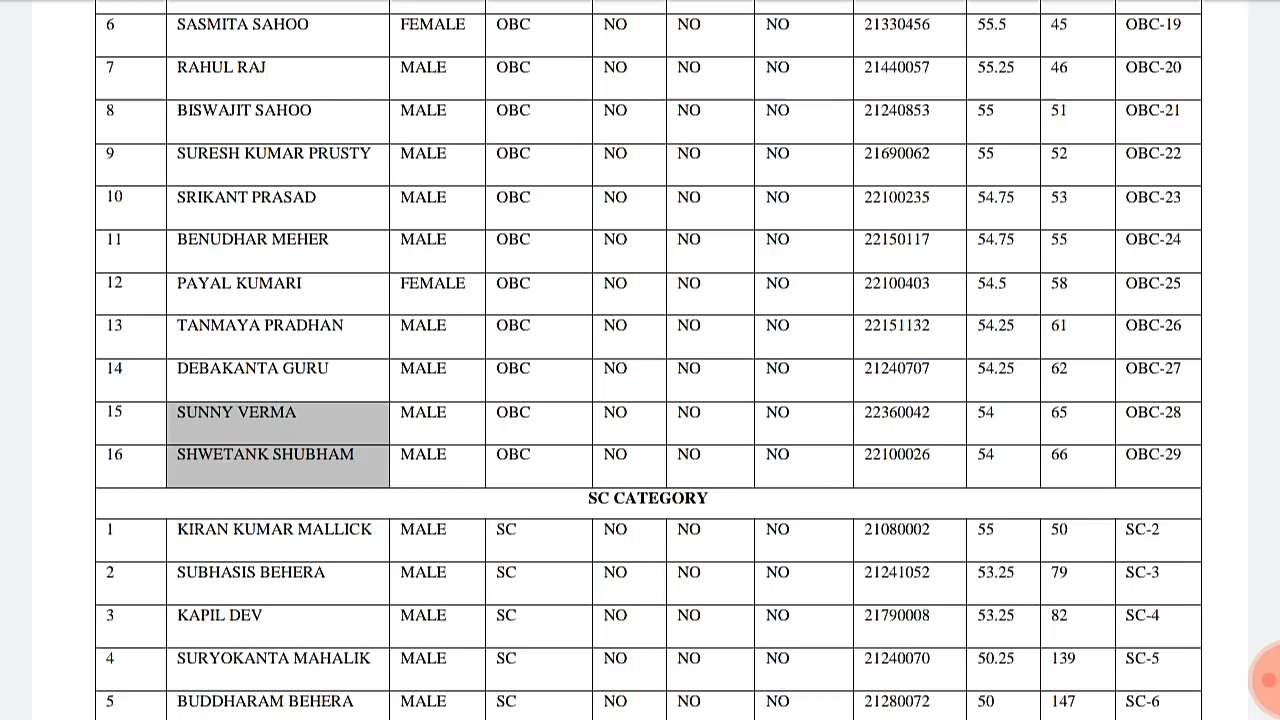 6 SASMITA SAHOO FEMALE OBC NO NO NO 21330456 55.5 45 OBC-19
7 RAHUL RAJ MALE OBC NO NO NO 21440057 55.25 46 OBC-20
8 BISWAJIT SAHOO MALE OBC NO NO NO 21240853 55 51 OBC-21
9 SURESH KUMAR PRUSTY MALE OBC NO NO NO 21690062 55 52 OBC-22
10 SRIKANT PRASAD MALE OBC NO NO NO 22100235 54.75 53 OBC-23
11 BENUDHAR MEHER MALE OBC NO NO NO 22150117 54.75 55 OBC-24
12 PAYAL KUMARI FEMALE OBC NO NO NO 22100403 54.5 58 OBC-25
13 TANMAYA PRADHAN MALE OBC NO NO NO 22151132 54.25 61 OBC-26
14 DEBAKANTA GURU MALE OBC NO NO NO 21240707 54.25 62 OBC-27
15 SUNNY VERMA MALE OBC NO NO NO 22360042 54 65 OBC-28
16 SHWETANK SHUBHAM MALE OBC NO NO NO 22100026 54 66 OBC-29
SC CATEGORY
1 KIRAN KUMAR MALLICK MALE SC NO NO NO 21080002 55 50 SC-2
2 SUBHASIS BEHERA MALE SC NO NO NO 21241052 53.25 79 SC-3
3 KAPIL DEV MALE SC NO NO NO 21790008 53.25 82 SC-4
4 SURYOKANTA MAHALIK MALE SC NO NO NO 21240070 50.25 139 SC-5
5 BUDDHARAM BEHERA MALE SC NO NO NO 21280072 50 147 SC-6